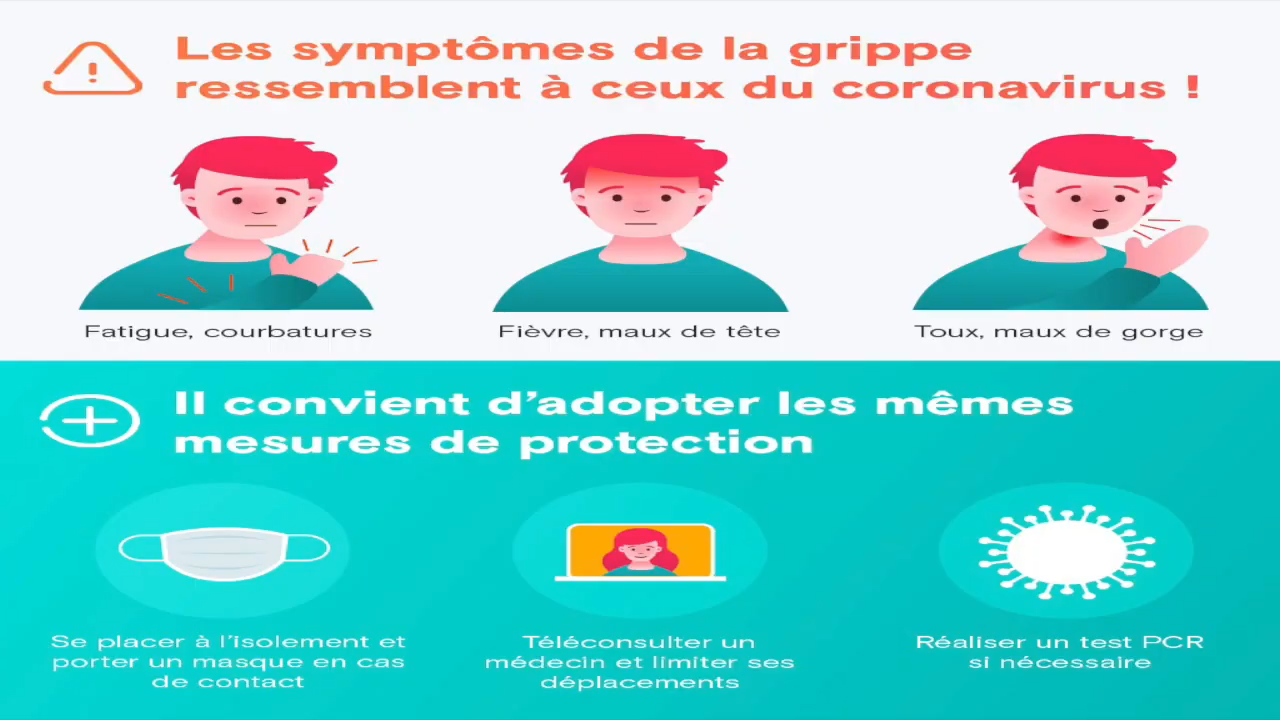 Les symptômes de la grippe
ressemblent à ceux du coronavirus !
Fatigue, courbatures
Fièvre, maux de tête
Toux, maux de gorge
Il convient d’adopter les mêmes
mesures de protection
Se placer à l’isolement et
porter un masque en cas
de contact
Téléconsulter un
médecin et limiter ses
déplacements
Réaliser un test PCR
si nécessaire